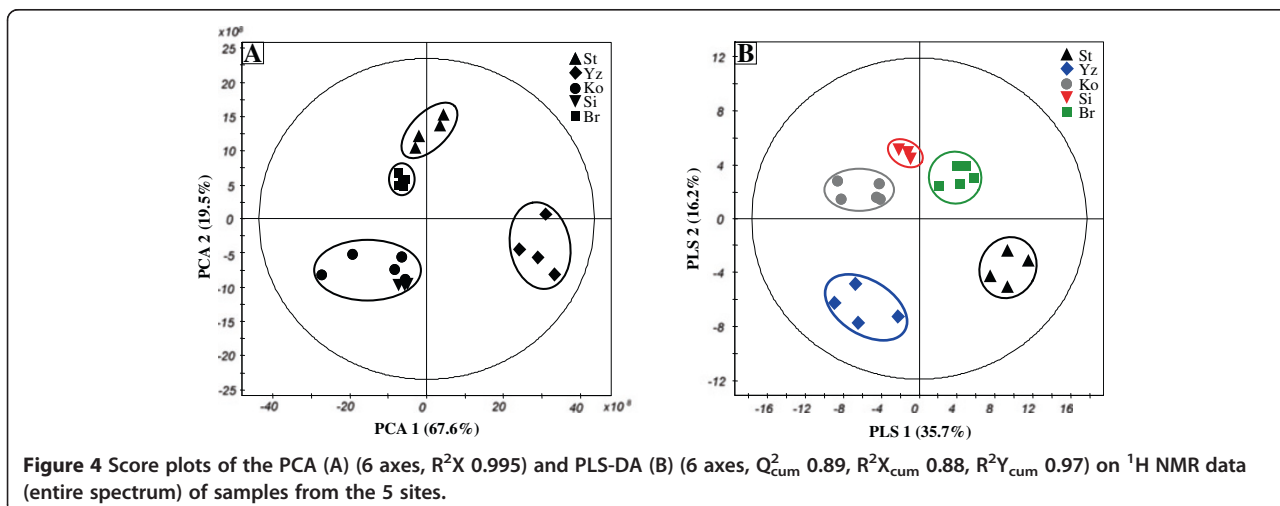 A
B
x10⁸
25
20
15
10
5
0
-5
-10
-15
-20
-25
PCA 2 (19.5%)
-40
-20
0
20
40
x10⁸
PCA 1 (67.6%)
St
Yz
Ko
Si
Br
12
8
4
0
-4
-8
-12
PLS 2 (16.2%)
-16
-12
-8
-4
0
4
8
12
16
PLS 1 (35.7%)
St
Yz
Ko
Si
Br
Figure 4 Score plots of the PCA (A) (6 axes, R²X 0.995) and PLS-DA (B) (6 axes, Q²cum 0.89, R²Xcum 0.88, R²Ycum 0.97) on ¹H NMR data
(entire spectrum) of samples from the 5 sites.